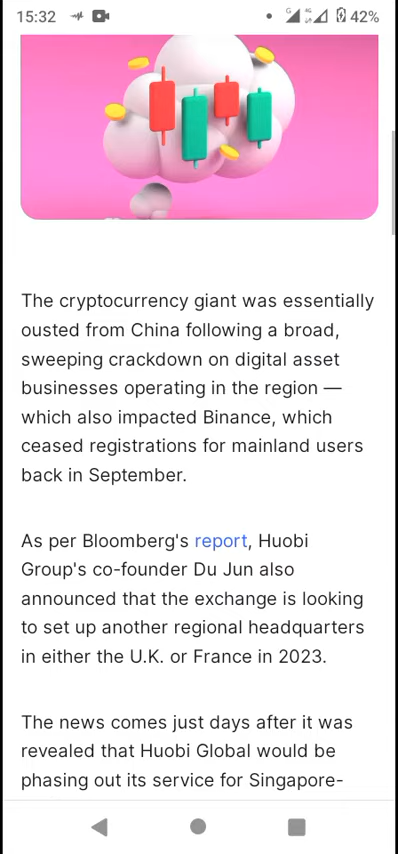 15:32
42%
The cryptocurrency giant was essentially
ousted from China following a broad,
sweeping crackdown on digital asset
businesses operating in the region —
which also impacted Binance, which
ceased registrations for mainland users
back in September.
As per Bloomberg's report, Huobi
Group's co-founder Du Jun also
announced that the exchange is looking
to set up another regional headquarters
in either the U.K. or France in 2023.
The news comes just days after it was
revealed that Huobi Global would be
phasing out its service for Singapore-